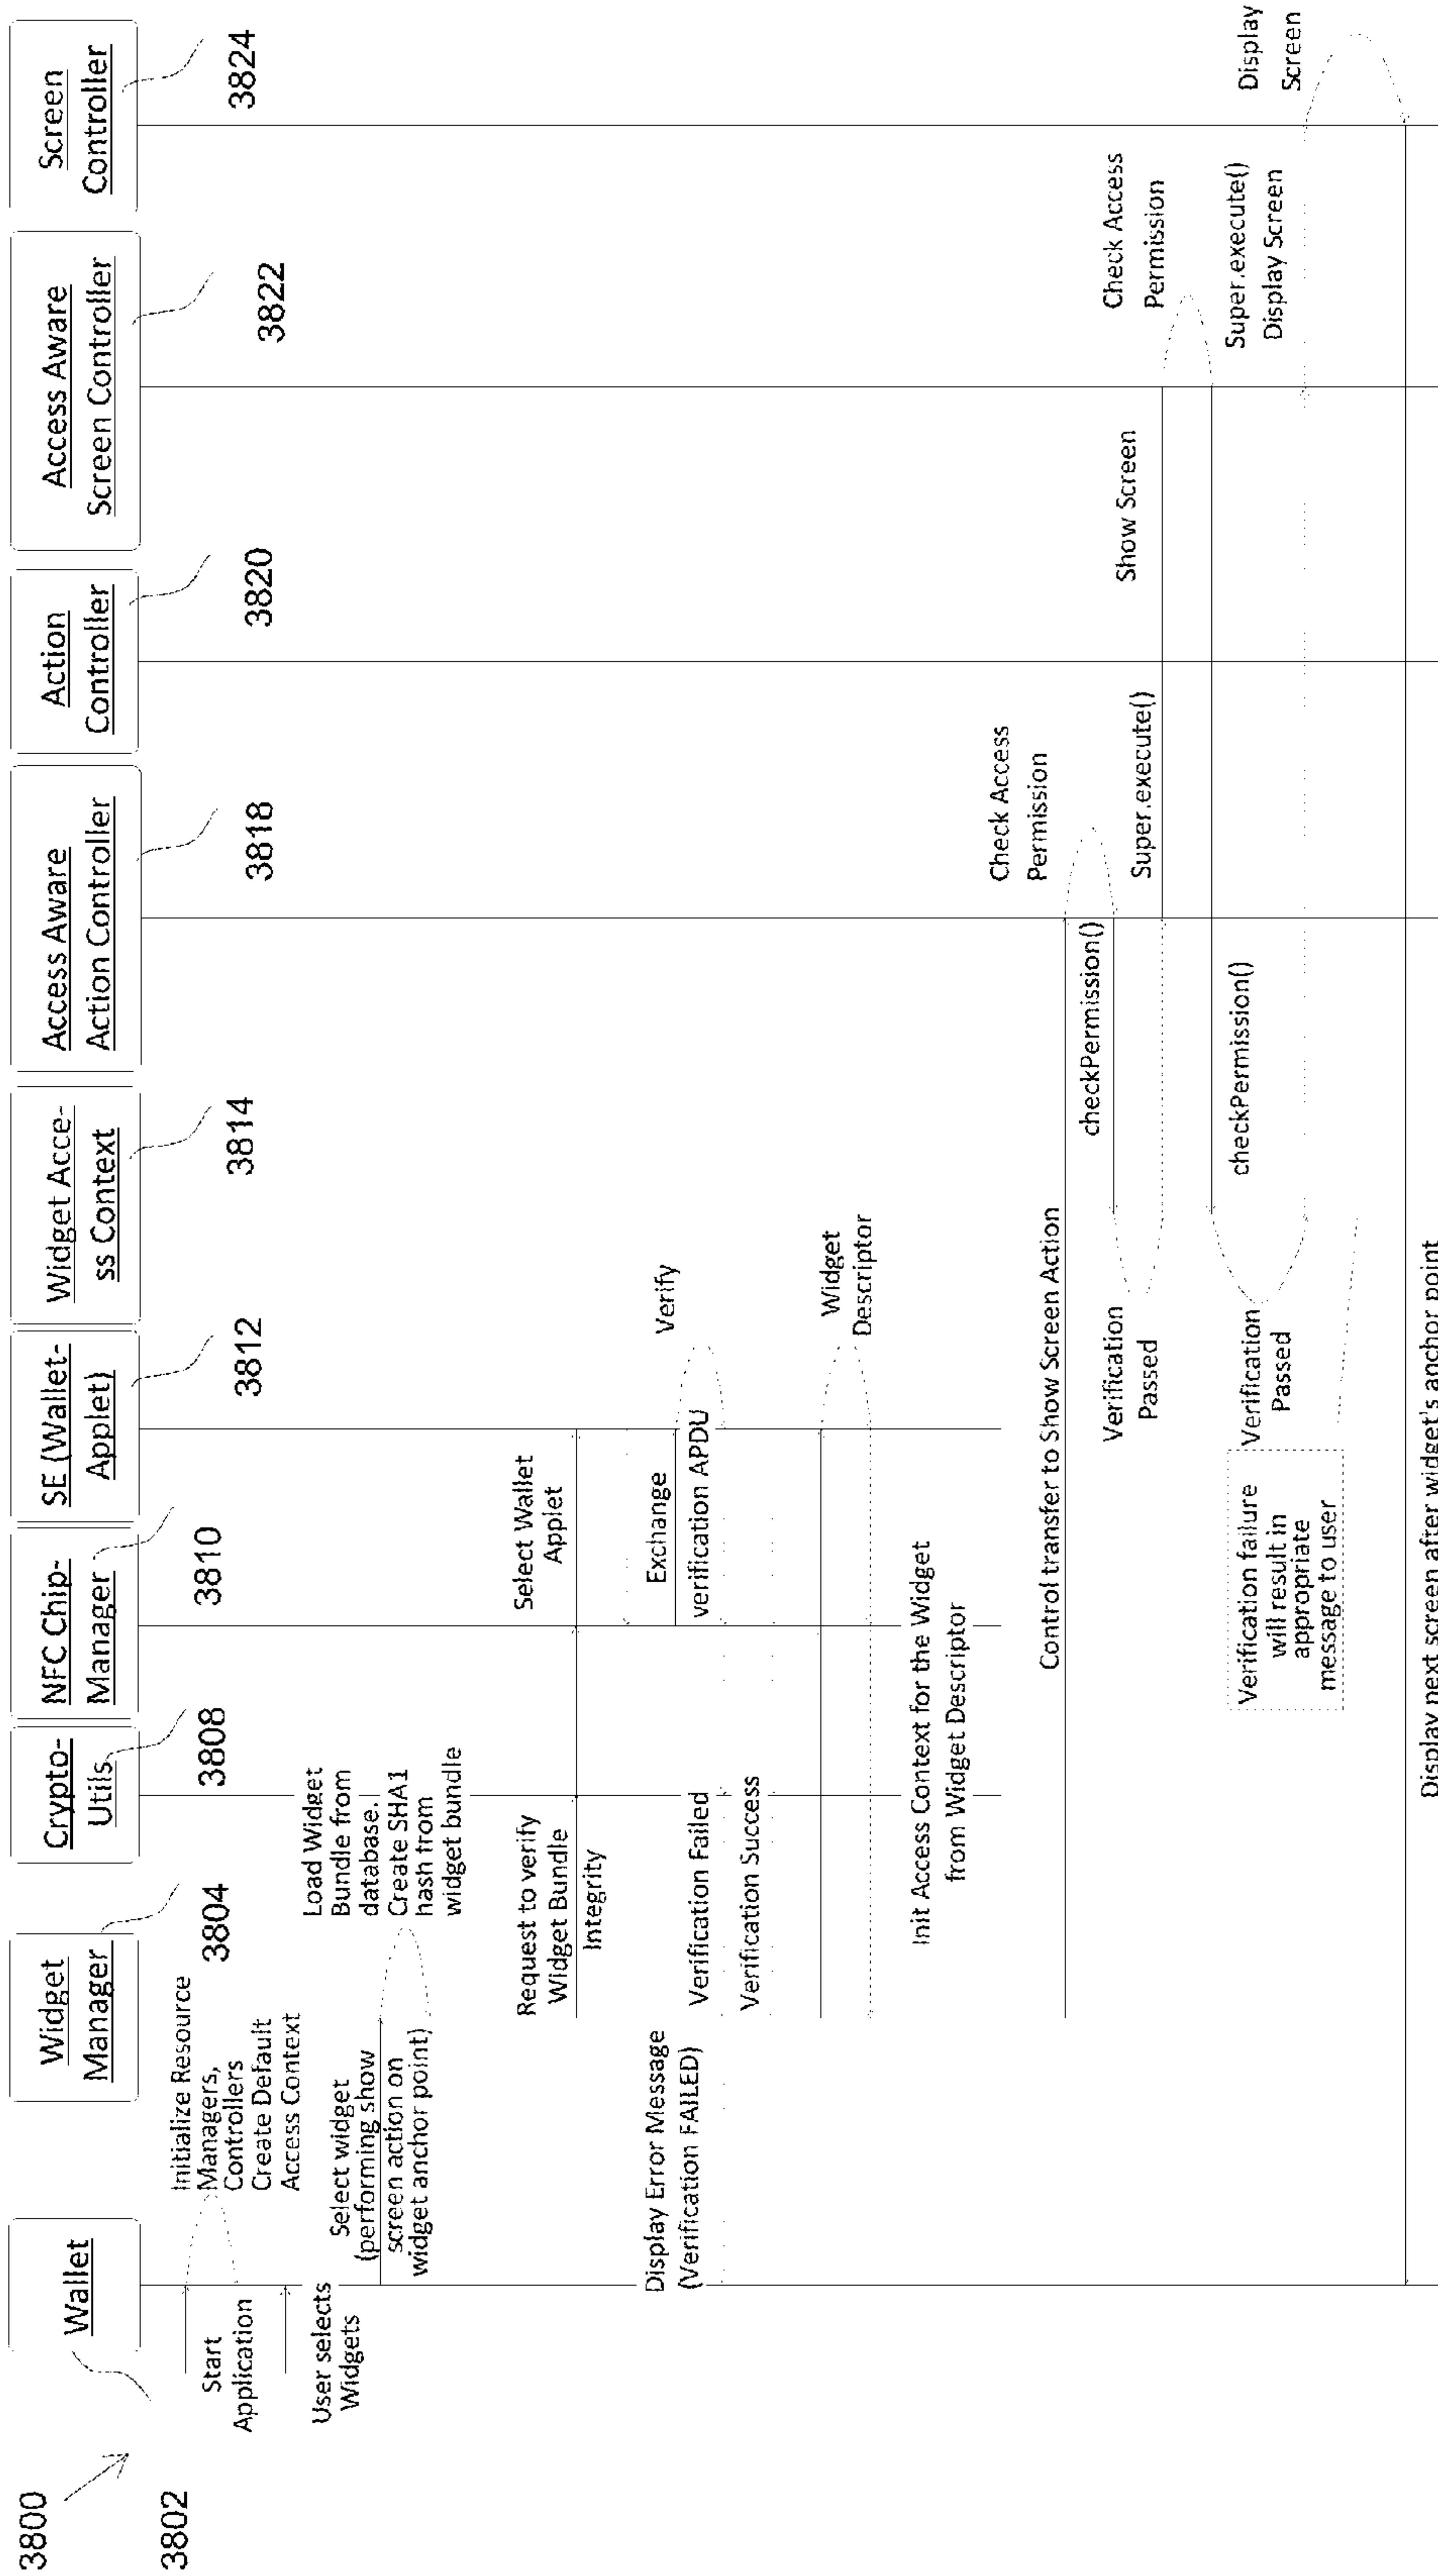 3800
3802
Wallet
Widget
Manager
3804
Crypto-
Utils
3808
NFC Chip-
Manager
3810
SE (Wallet-
Applet)
3812
Widget Acce-
ss Context
3814
Access Aware
Action Controller
3818
Action
Controller
3820
Access Aware
Screen Controller
3822
Screen
Controller
3824
Start
Application
Initialize Resource
Managers,
Controllers
Create Default
Access Context
User selects
Widgets
Select widget
(performing show
screen action on
widget anchor point)
Load Widget
Bundle from
database.
Create SHA1
hash from
widget bundle
Request to verify
Widget Bundle
Integrity
Select Wallet
Applet
Exchange
verification APDU
Verify
Display Error Message
(Verification FAILED)
Verification Failed
Verification Success
Widget
Descriptor
Init Access Context for the Widget
from Widget Descriptor
Control transfer to Show Screen Action
Check Access
Permission
checkPermission()
Verification
Passed
Super.execute()
Show Screen
Check Access
Permission
checkPermission()
Verification
Passed
Super.execute()
Display Screen
Display
Screen
Verification failure
will result in
appropriate
message to user
Display next screen after widget's anchor point